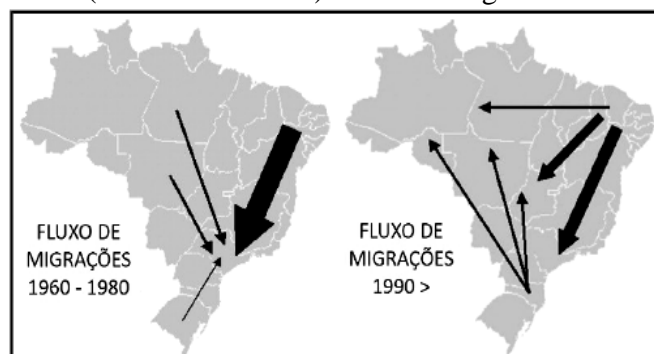 FLUXO DE
MIGRAÇÕES
1960 - 1980
FLUXO DE
MIGRAÇÕES
1990 >